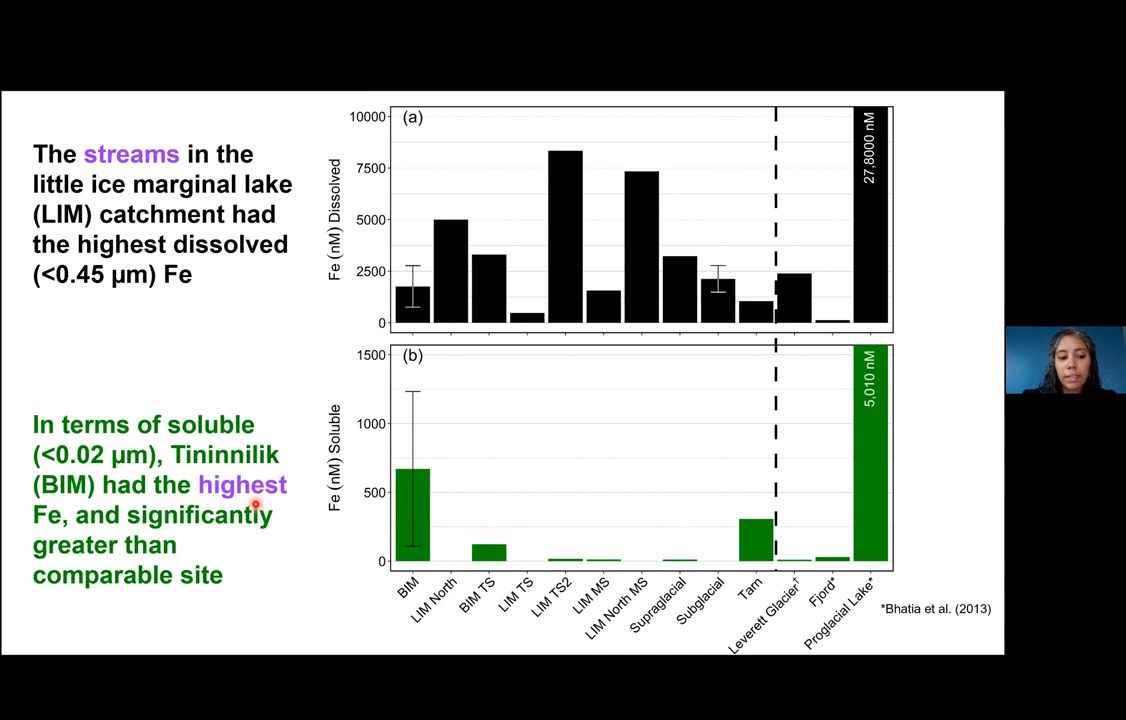 The streams in the
little ice marginal lake
(LIM) catchment had
the highest dissolved
(<0.45 µm) Fe
In terms of soluble
(<0.02 µm), Tininnilik
(BIM) had the highest
Fe, and significantly
greater than
comparable site
(a)
Fe (nM) Dissolved
10000
7500
5000
2500
0
27,8000 nM
(b)
Fe (nM) Soluble
1500
1000
500
0
5,010 nM
BIM
LIM North
BIM TS
LIM TS
LIM TS2
LIM MS
LIM North MS
Supraglacial
Subglacial
Tarn
Leverett Glacier†
Fjord*
Proglacial Lake*
*Bhatia et al. (2013)